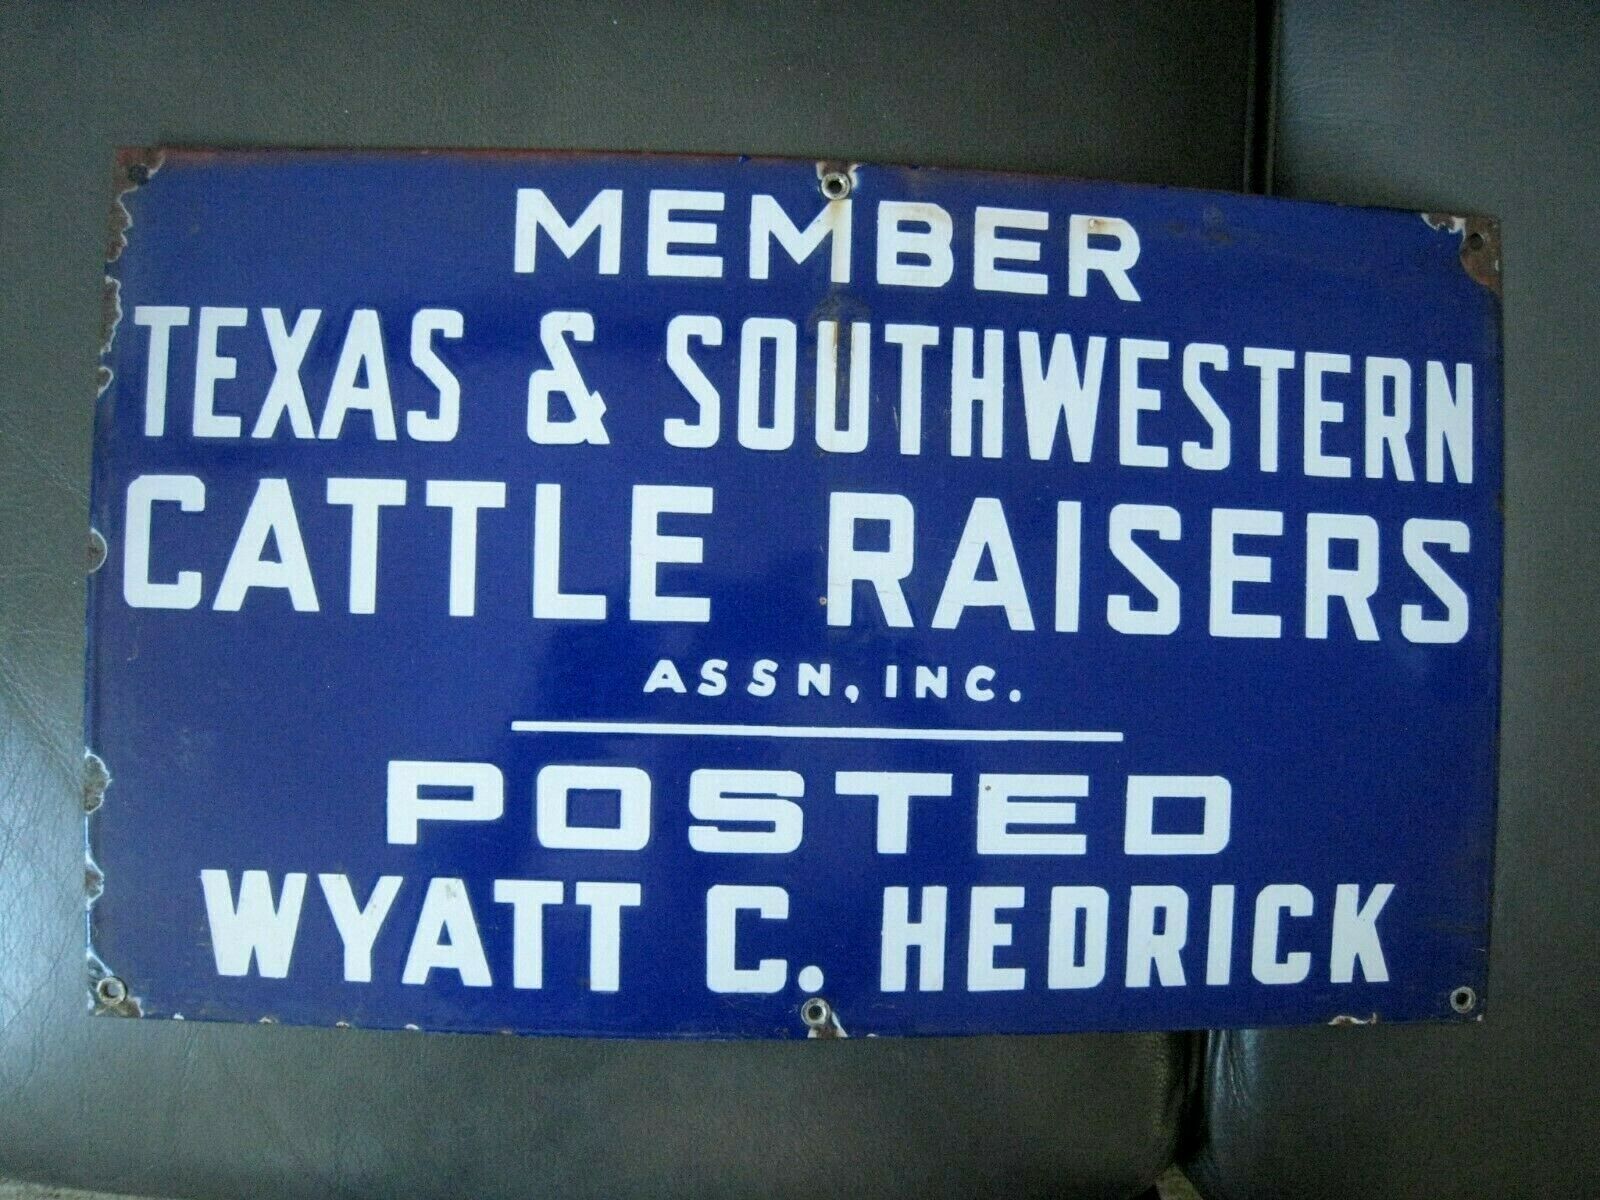 MEMBER
TEXAS & SOUTHWESTERN
CATTLE RAISERS
ASSN, INC.
POSTED
WYATT C. HEDRICK